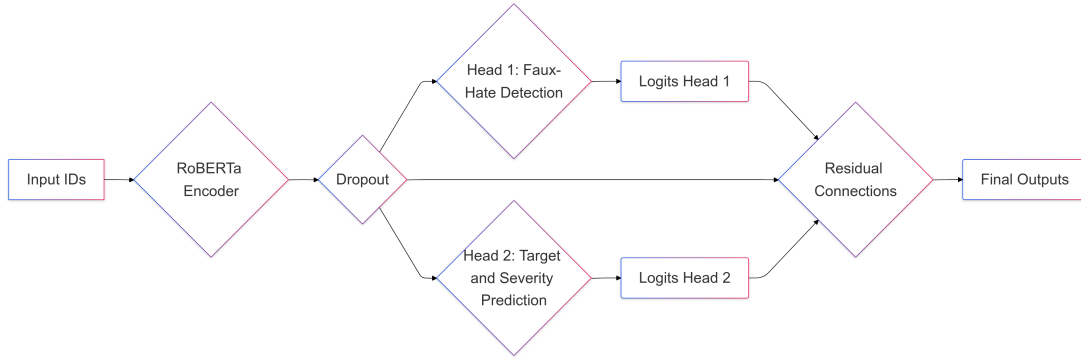 Input IDs
RoBERTa
Encoder
Dropout
Head 1: Faux-
Hate Detection
Logits Head 1
Head 2: Target
and Severity
Prediction
Logits Head 2
Residual
Connections
Final Outputs